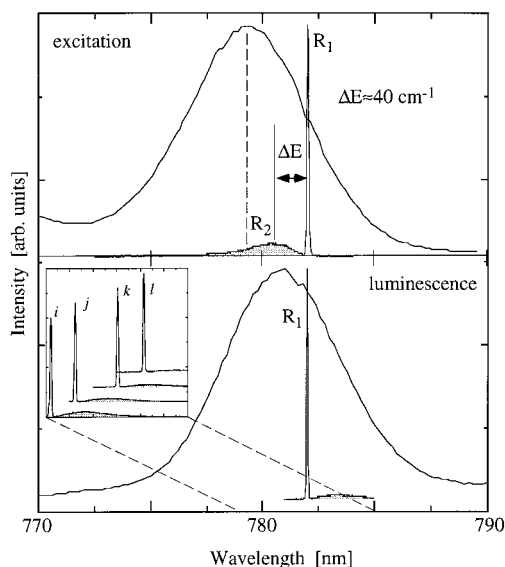 excitation
R1
ΔE≈40 cm-1
ΔE
R2
Intensity [arb. units]
luminescence
i
j
k
l
R1
770
780
790
Wavelength [nm]